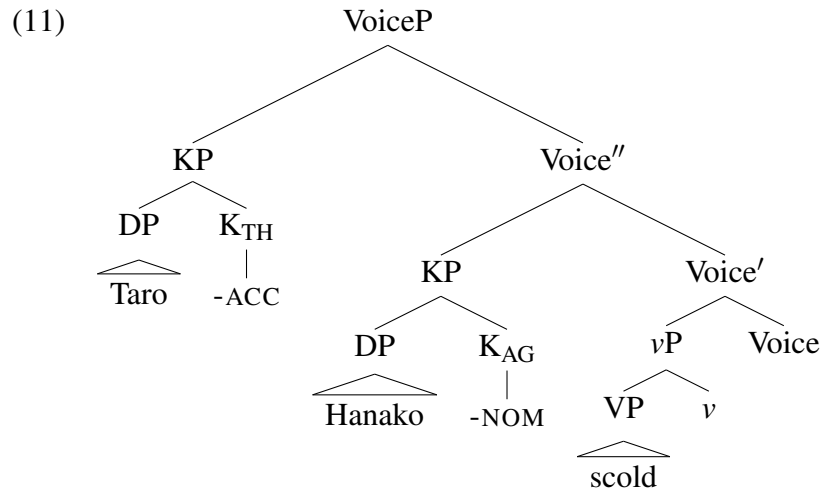 (11) VoiceP
KP Voice″
DP K_TH KP Voice′
Taro -ACC DP K_AG vP Voice
Hanako -NOM VP v
scold